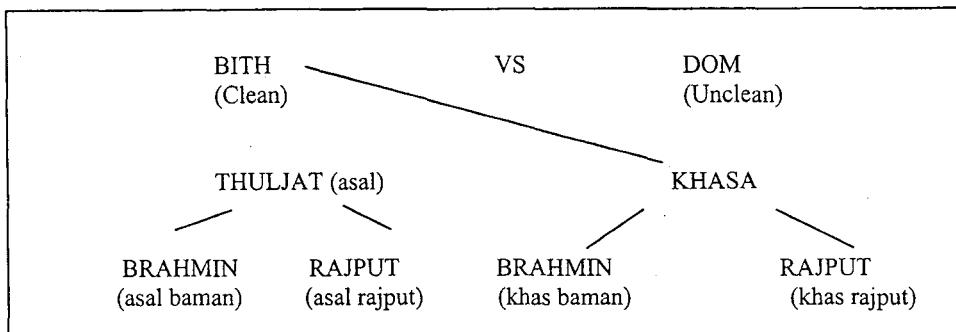 BITH VS DOM
(Clean) (Unclean)
THULJAT (asal) KHASA
BRAHMIN RAJPUT BRAHMIN RAJPUT
(asal baman) (asal rajput) (khas baman) (khas rajput)